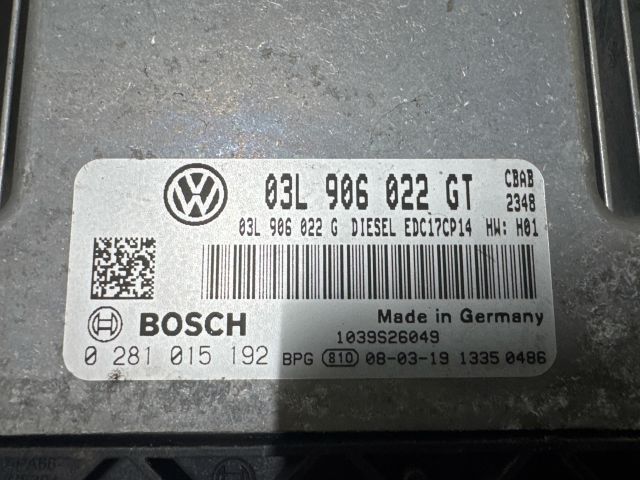 03L 906 022 GT CBAB
2348
03L 906 022 G DIESEL EDC17CP14 HW: H01
Made in Germany
BOSCH
1039S26049
0 281 015 192 BPG 810 08-03-19 1335 0486